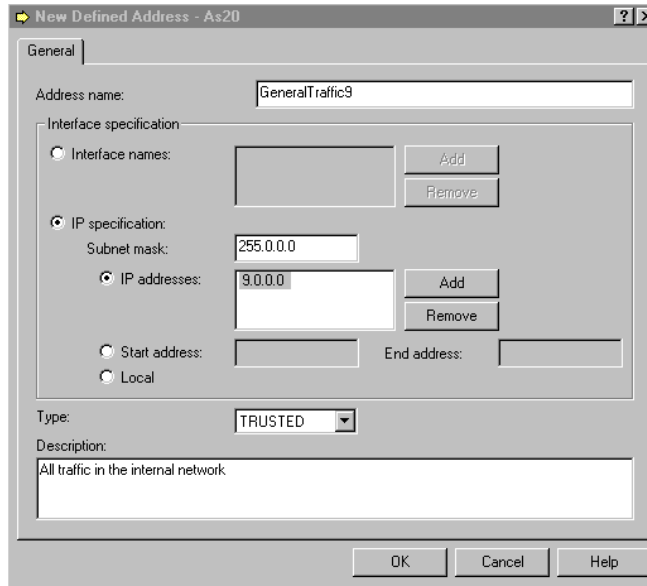 New Defined Address - As20
General
Address name: GeneralTraffic9
Interface specification
Interface names: Add
Remove
IP specification:
Subnet mask: 255.0.0.0
IP addresses: 9.0.0.0 Add
Remove
Start address: End address:
Local
Type: TRUSTED
Description:
All traffic in the internal network
OK Cancel Help